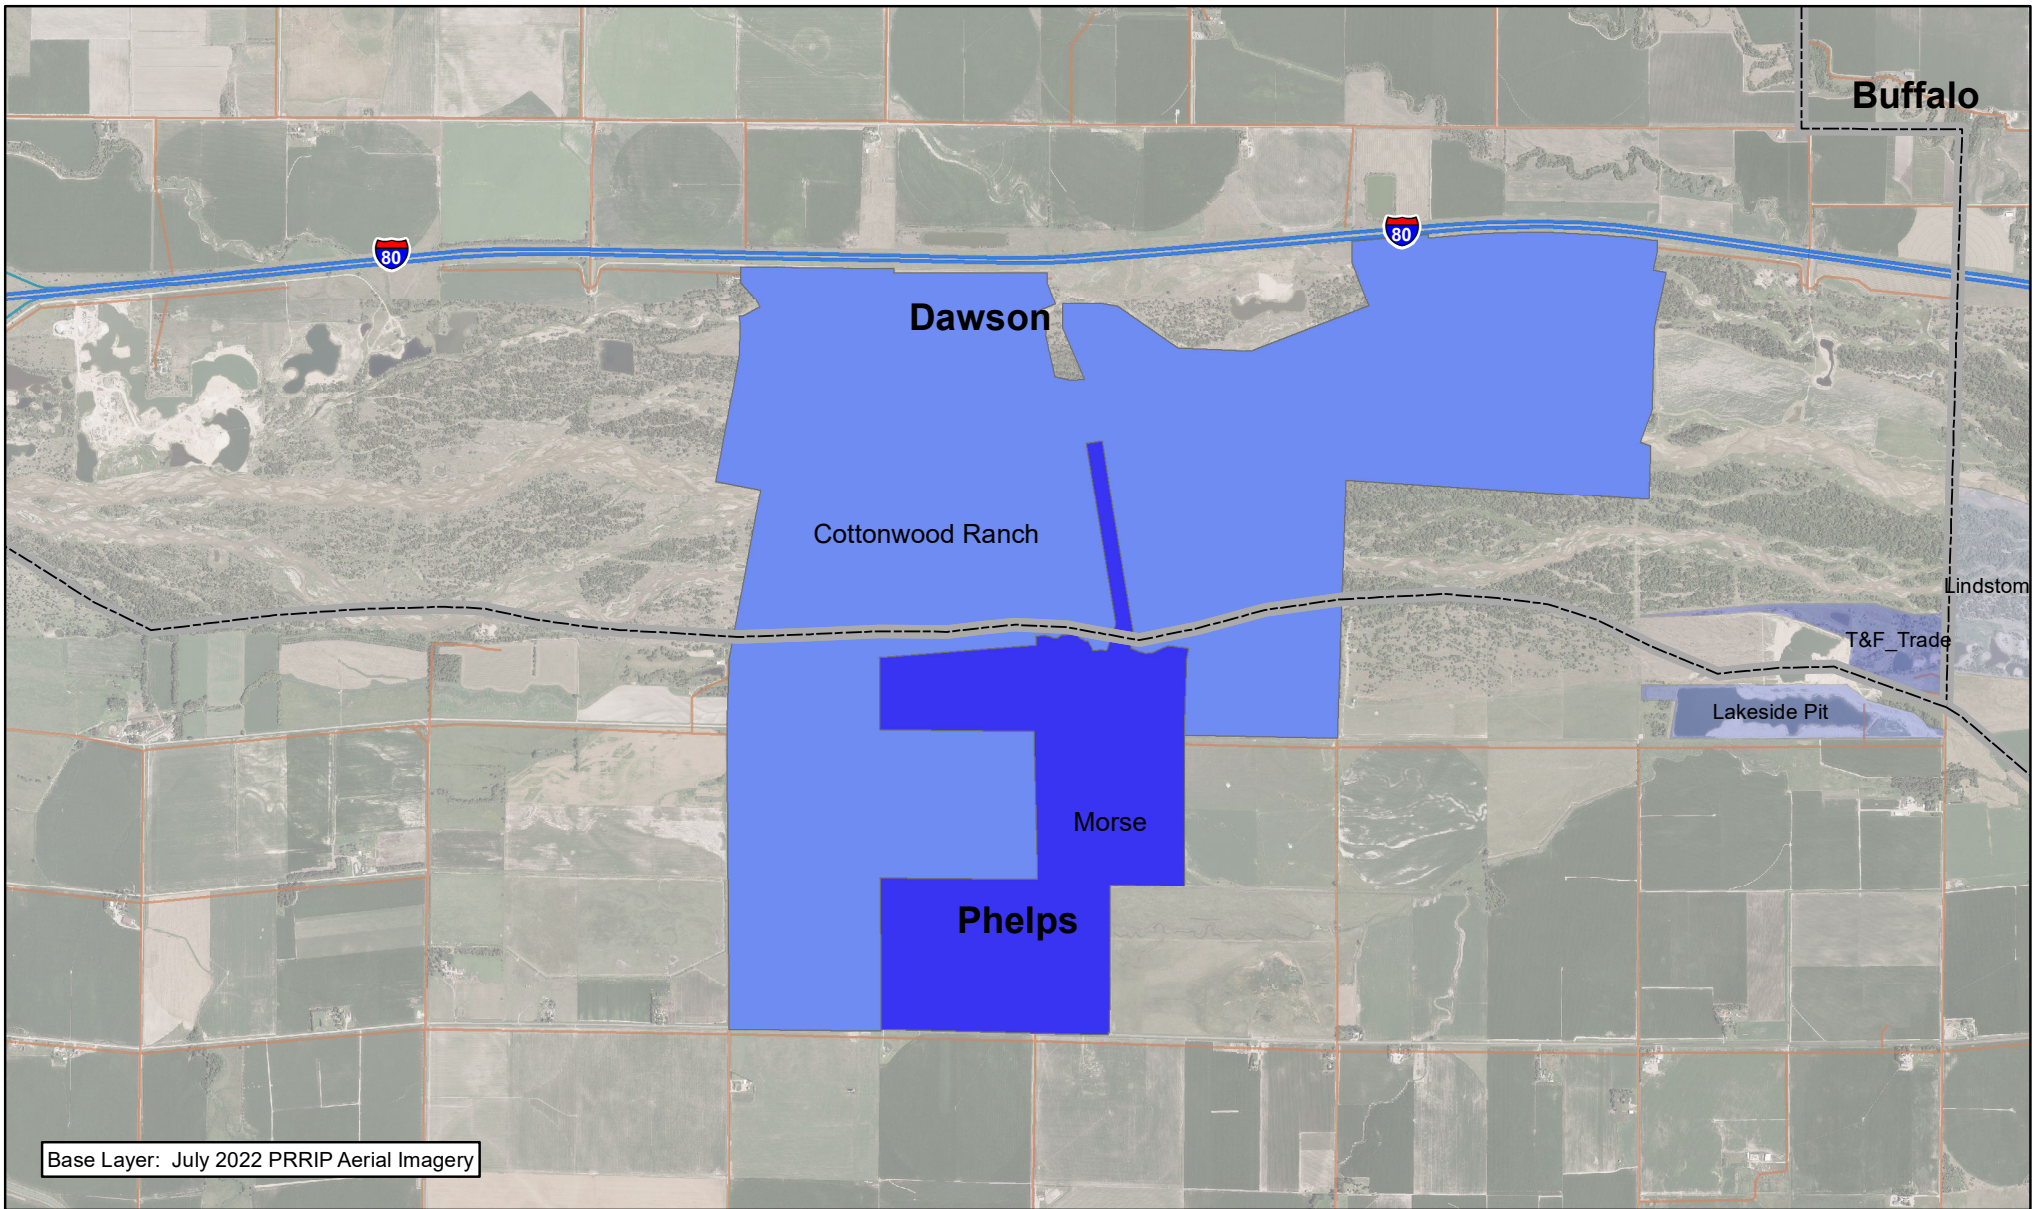 Buffalo
80
80
Dawson
Cottonwood Ranch
Lindstom
T&F_Trade
Lakeside Pit
Morse
Phelps
Base Layer:  July 2022 PRRIP Aerial Imagery